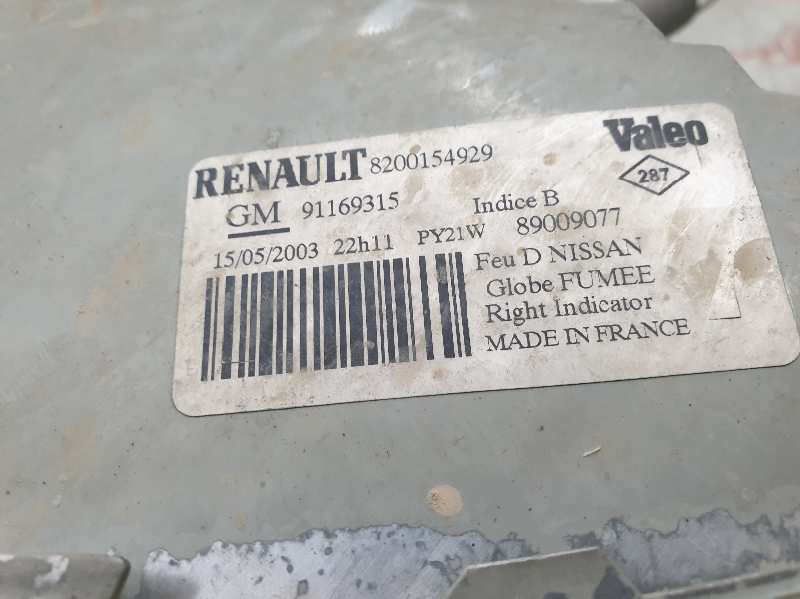 RENAULT 8200154929 Valeo
GM 91169315 Indice B 287
15/05/2003 22h11 PY21W 89009077
Feu D NISSAN
Globe FUMEE
Right Indicator
MADE IN FRANCE